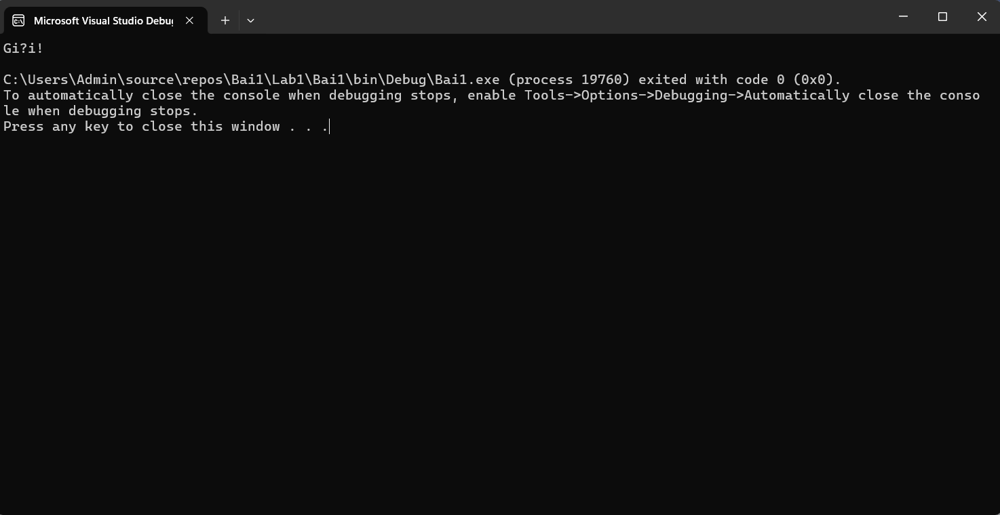 Microsoft Visual Studio Debug
Gi?i!
C:\Users\Admin\source\repos\Bai1\Lab1\Bai1\bin\Debug\Bai1.exe (process 19760) exited with code 0 (0x0).
To automatically close the console when debugging stops, enable Tools->Options->Debugging->Automatically close the conso
le when debugging stops.
Press any key to close this window . . .